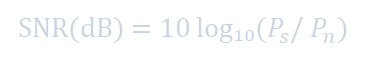 SNR(dB) = 10 log₁₀(Pₛ/ Pₙ)